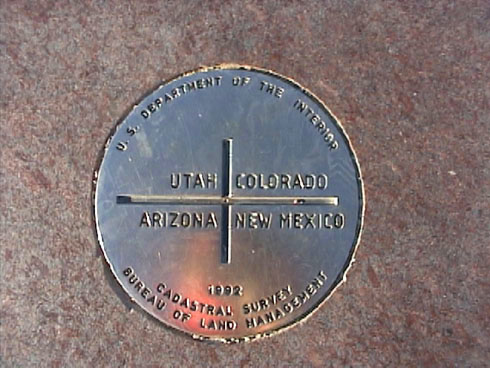 U. S. DEPARTMENT OF THE INTERIOR
UTAH COLORADO
ARIZONA NEW MEXICO
1992
CADASTRAL SURVEY
BUREAU OF LAND MANAGEMENT